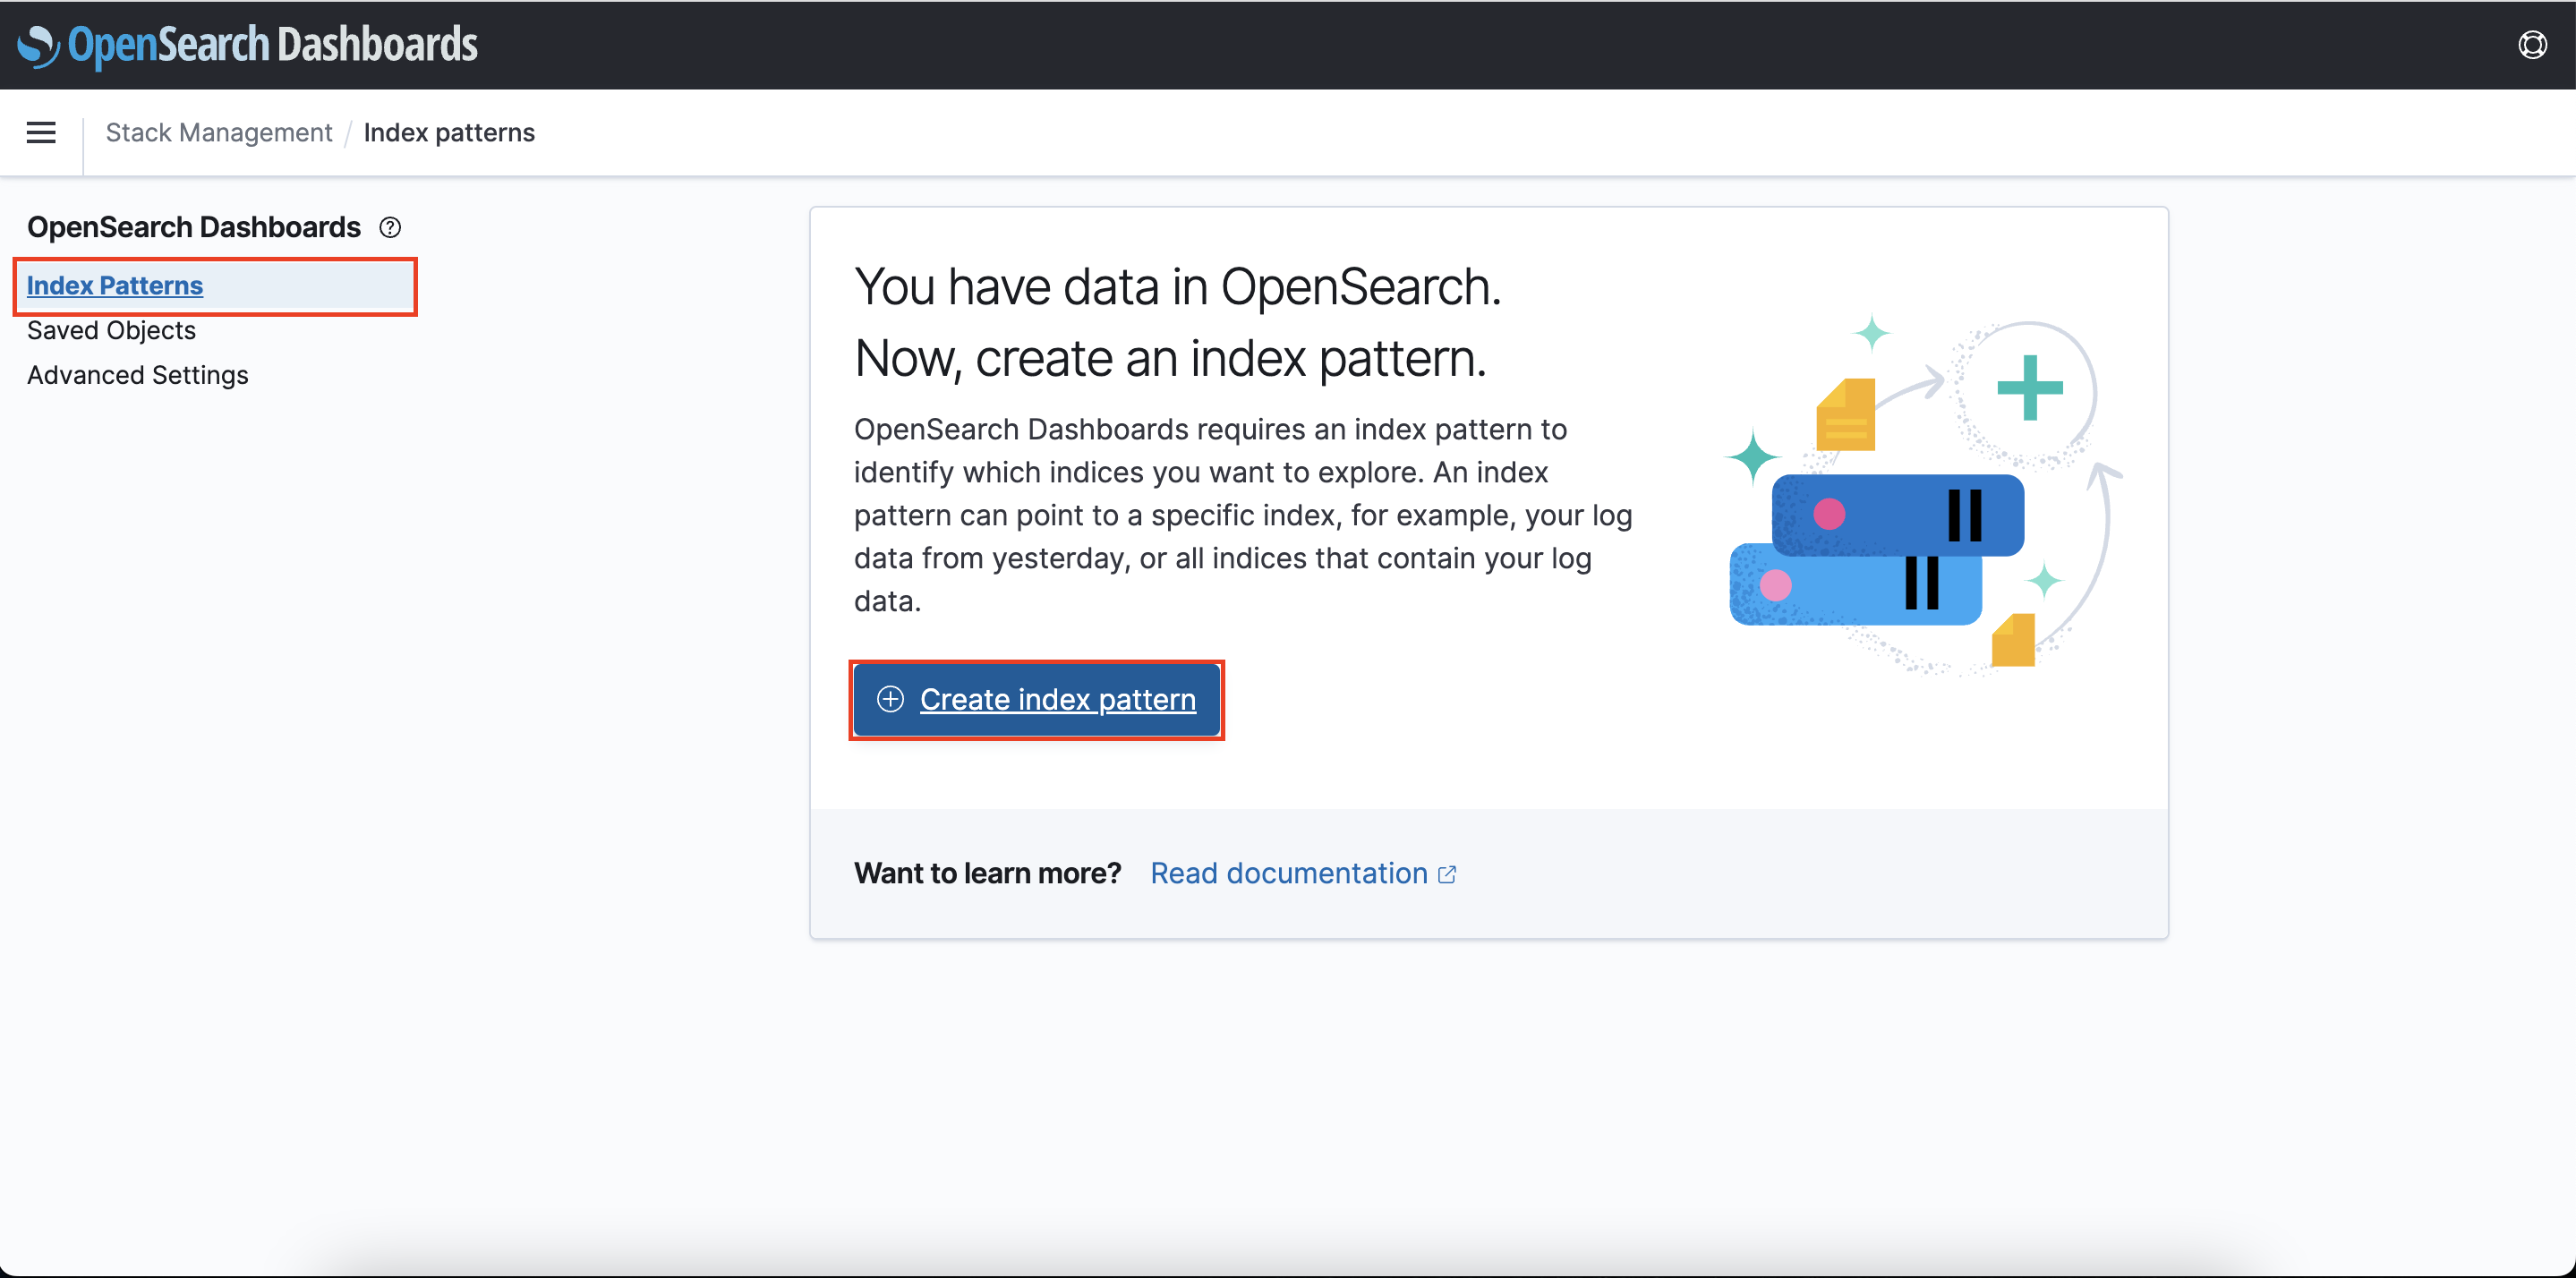 OpenSearch Dashboards
Stack Management / Index patterns
OpenSearch Dashboards
Index Patterns
Saved Objects
Advanced Settings
You have data in OpenSearch.
Now, create an index pattern.
OpenSearch Dashboards requires an index pattern to
identify which indices you want to explore. An index
pattern can point to a specific index, for example, your log
data from yesterday, or all indices that contain your log
data.
Create index pattern
Want to learn more? Read documentation